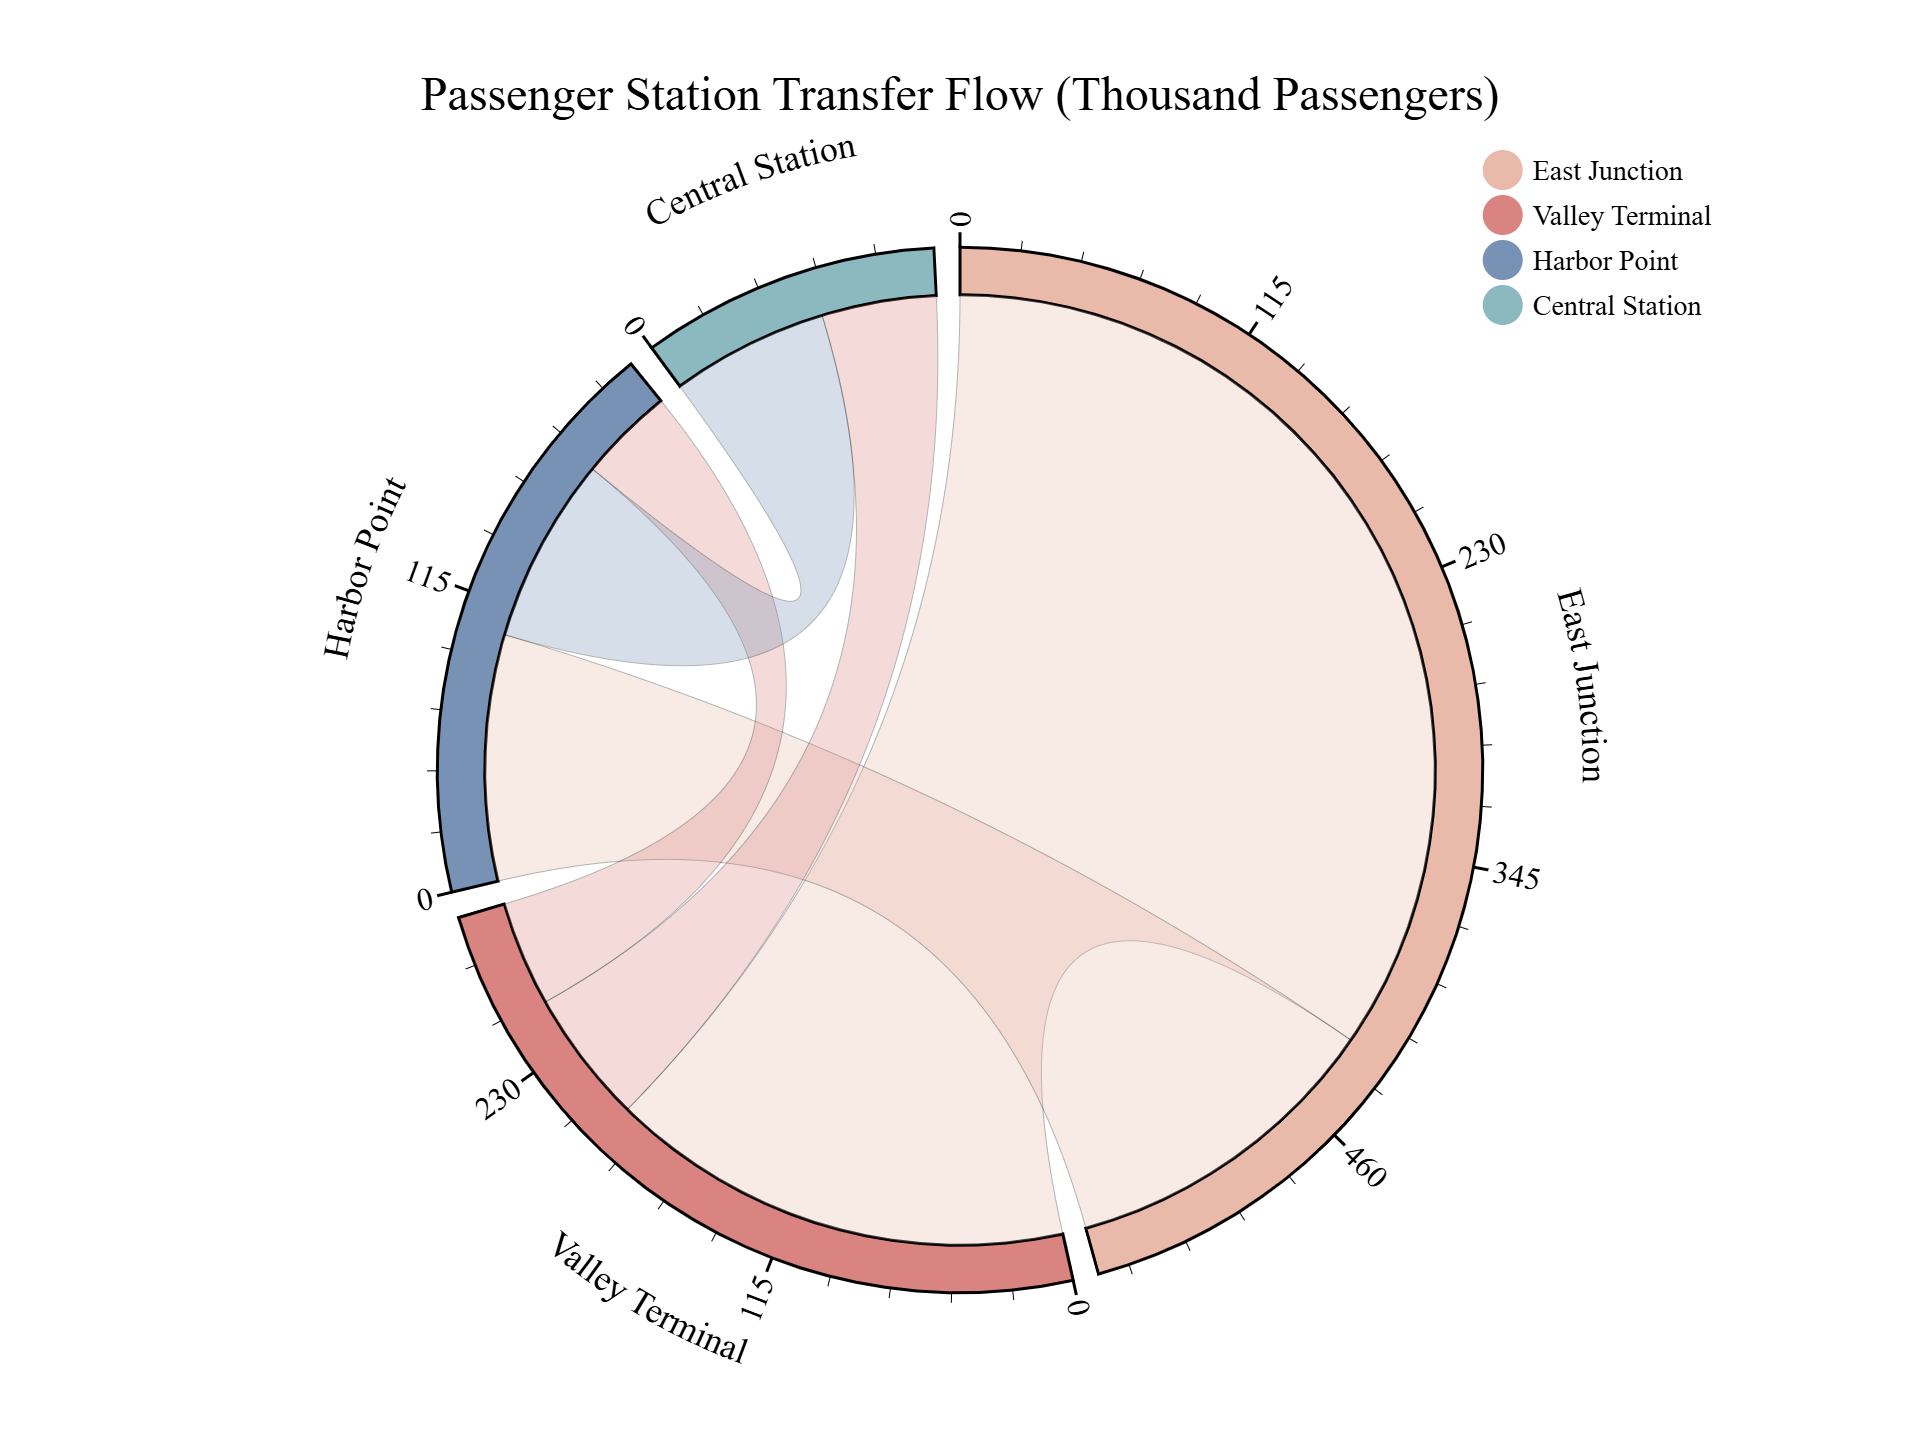 Passenger Station Transfer Flow (Thousand Passengers)
East Junction
Valley Terminal
Harbor Point
Central Station
Central Station
0
115
230
345
460
East Junction
0
115
230
Valley Terminal
0
115
Harbor Point
0